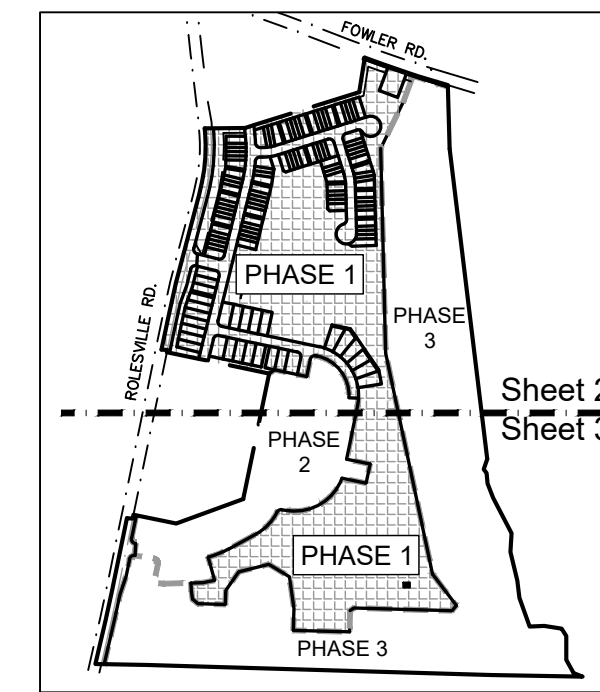 FOWLER RD.
PHASE 1
ROLESVILLE RD.
PHASE
3
Sheet 2
Sheet 3
PHASE
2
PHASE 1
PHASE 3